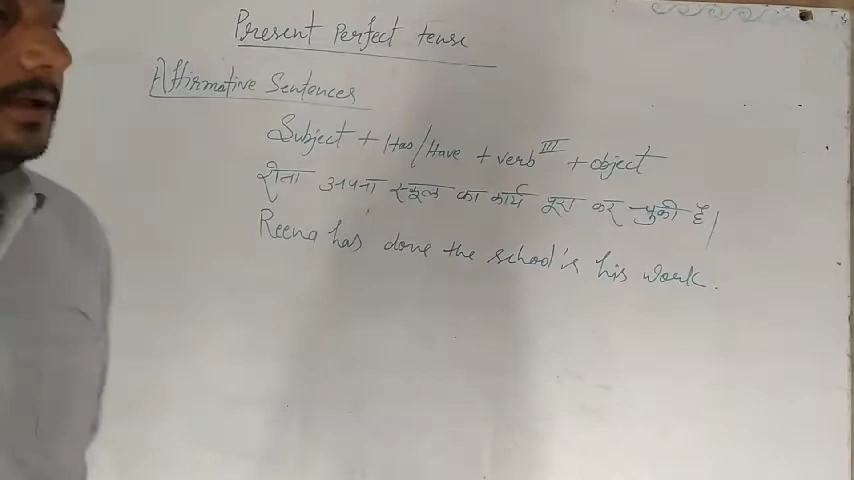 Present Perfect tense
Affirmative Sentences
Subject + Has/Have + verb III + object
रीना अपना स्कूल का कार्य पूरा कर चुकी है|
Reena has done the school's his work.